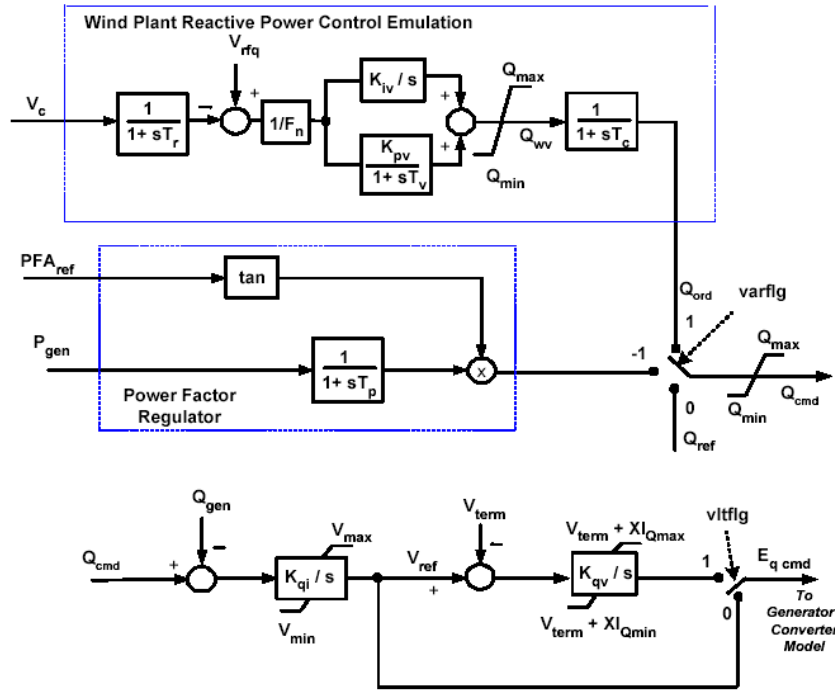 Wind Plant Reactive Power Control Emulation
V_rfq
V_c
1
1+ sT_r
−
+
1/F_n
K_iv / s
K_pv
1+ sT_v
+
+
Q_max
Q_wv
Q_min
1
1+ sT_c
PFA_ref
tan
P_gen
1
1+ sT_p
x
Power Factor
Regulator
Q_ord
varflg
1
-1
0
Q_ref
Q_max
Q_min
Q_cmd
Q_gen
Q_cmd
+
−
V_max
K_qi / s
V_min
V_term
V_ref
+
−
V_term + XI_Qmax
K_qv / s
V_term + XI_Qmin
vltflg
1
0
E_q cmd
To
Generator
Converter
Model